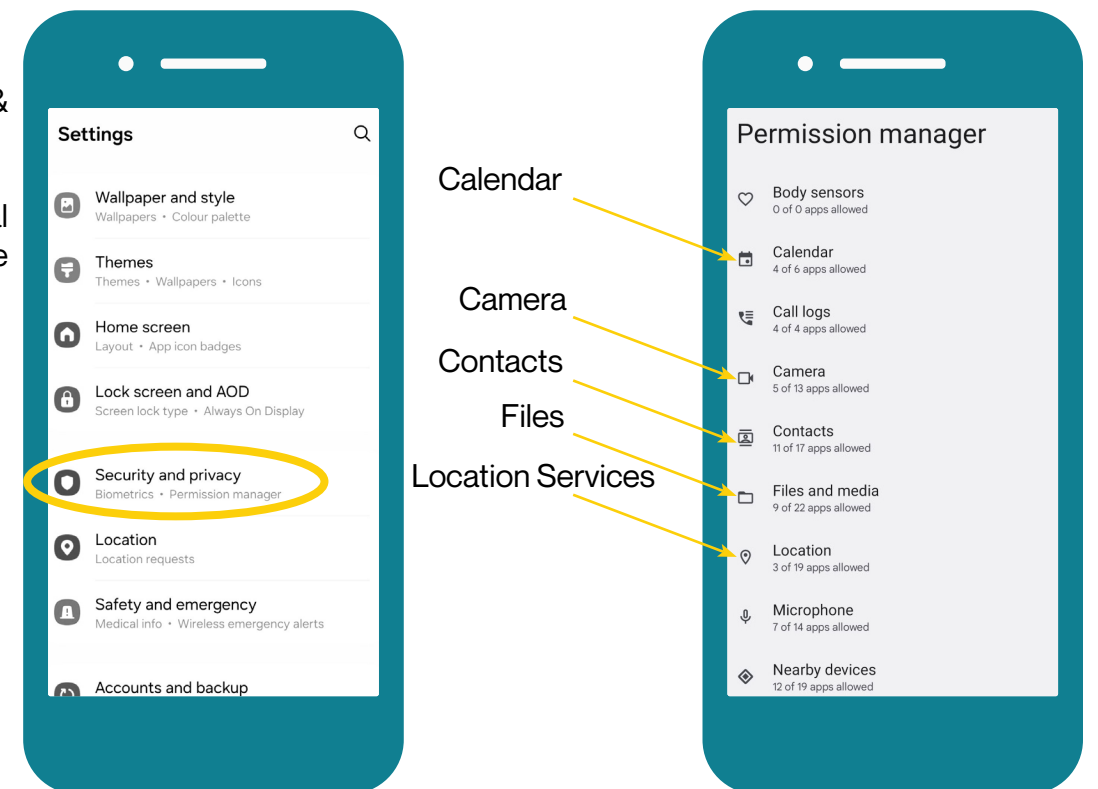 &
al
e
Settings
Wallpaper and style
Wallpapers • Colour palette
Themes
Themes • Wallpapers • Icons
Home screen
Layout • App icon badges
Lock screen and AOD
Screen lock type • Always On Display
Security and privacy
Biometrics • Permission manager
Location
Location requests
Safety and emergency
Medical info • Wireless emergency alerts
Accounts and backup
Calendar
Camera
Contacts
Files
Location Services
Permission manager
Body sensors
0 of 0 apps allowed
Calendar
4 of 6 apps allowed
Call logs
4 of 4 apps allowed
Camera
5 of 13 apps allowed
Contacts
11 of 17 apps allowed
Files and media
9 of 22 apps allowed
Location
3 of 19 apps allowed
Microphone
7 of 14 apps allowed
Nearby devices
12 of 19 apps allowed